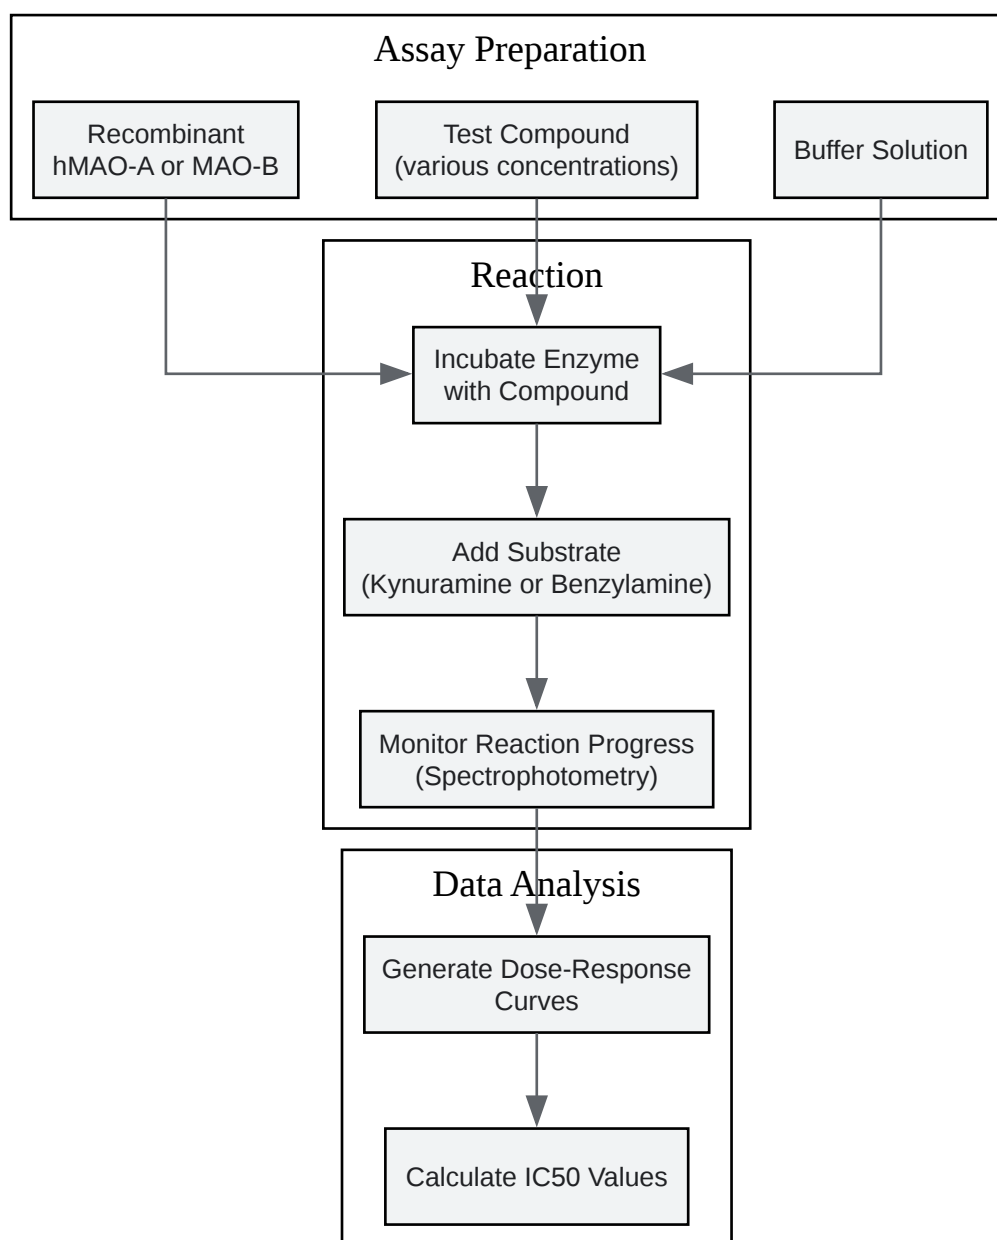 Assay Preparation
Recombinant
hMAO-A or MAO-B
Test Compound
(various concentrations)
Buffer Solution
Reaction
Incubate Enzyme
with Compound
Add Substrate
(Kynuramine or Benzylamine)
Monitor Reaction Progress
(Spectrophotometry)
Data Analysis
Generate Dose-Response
Curves
Calculate IC50 Values